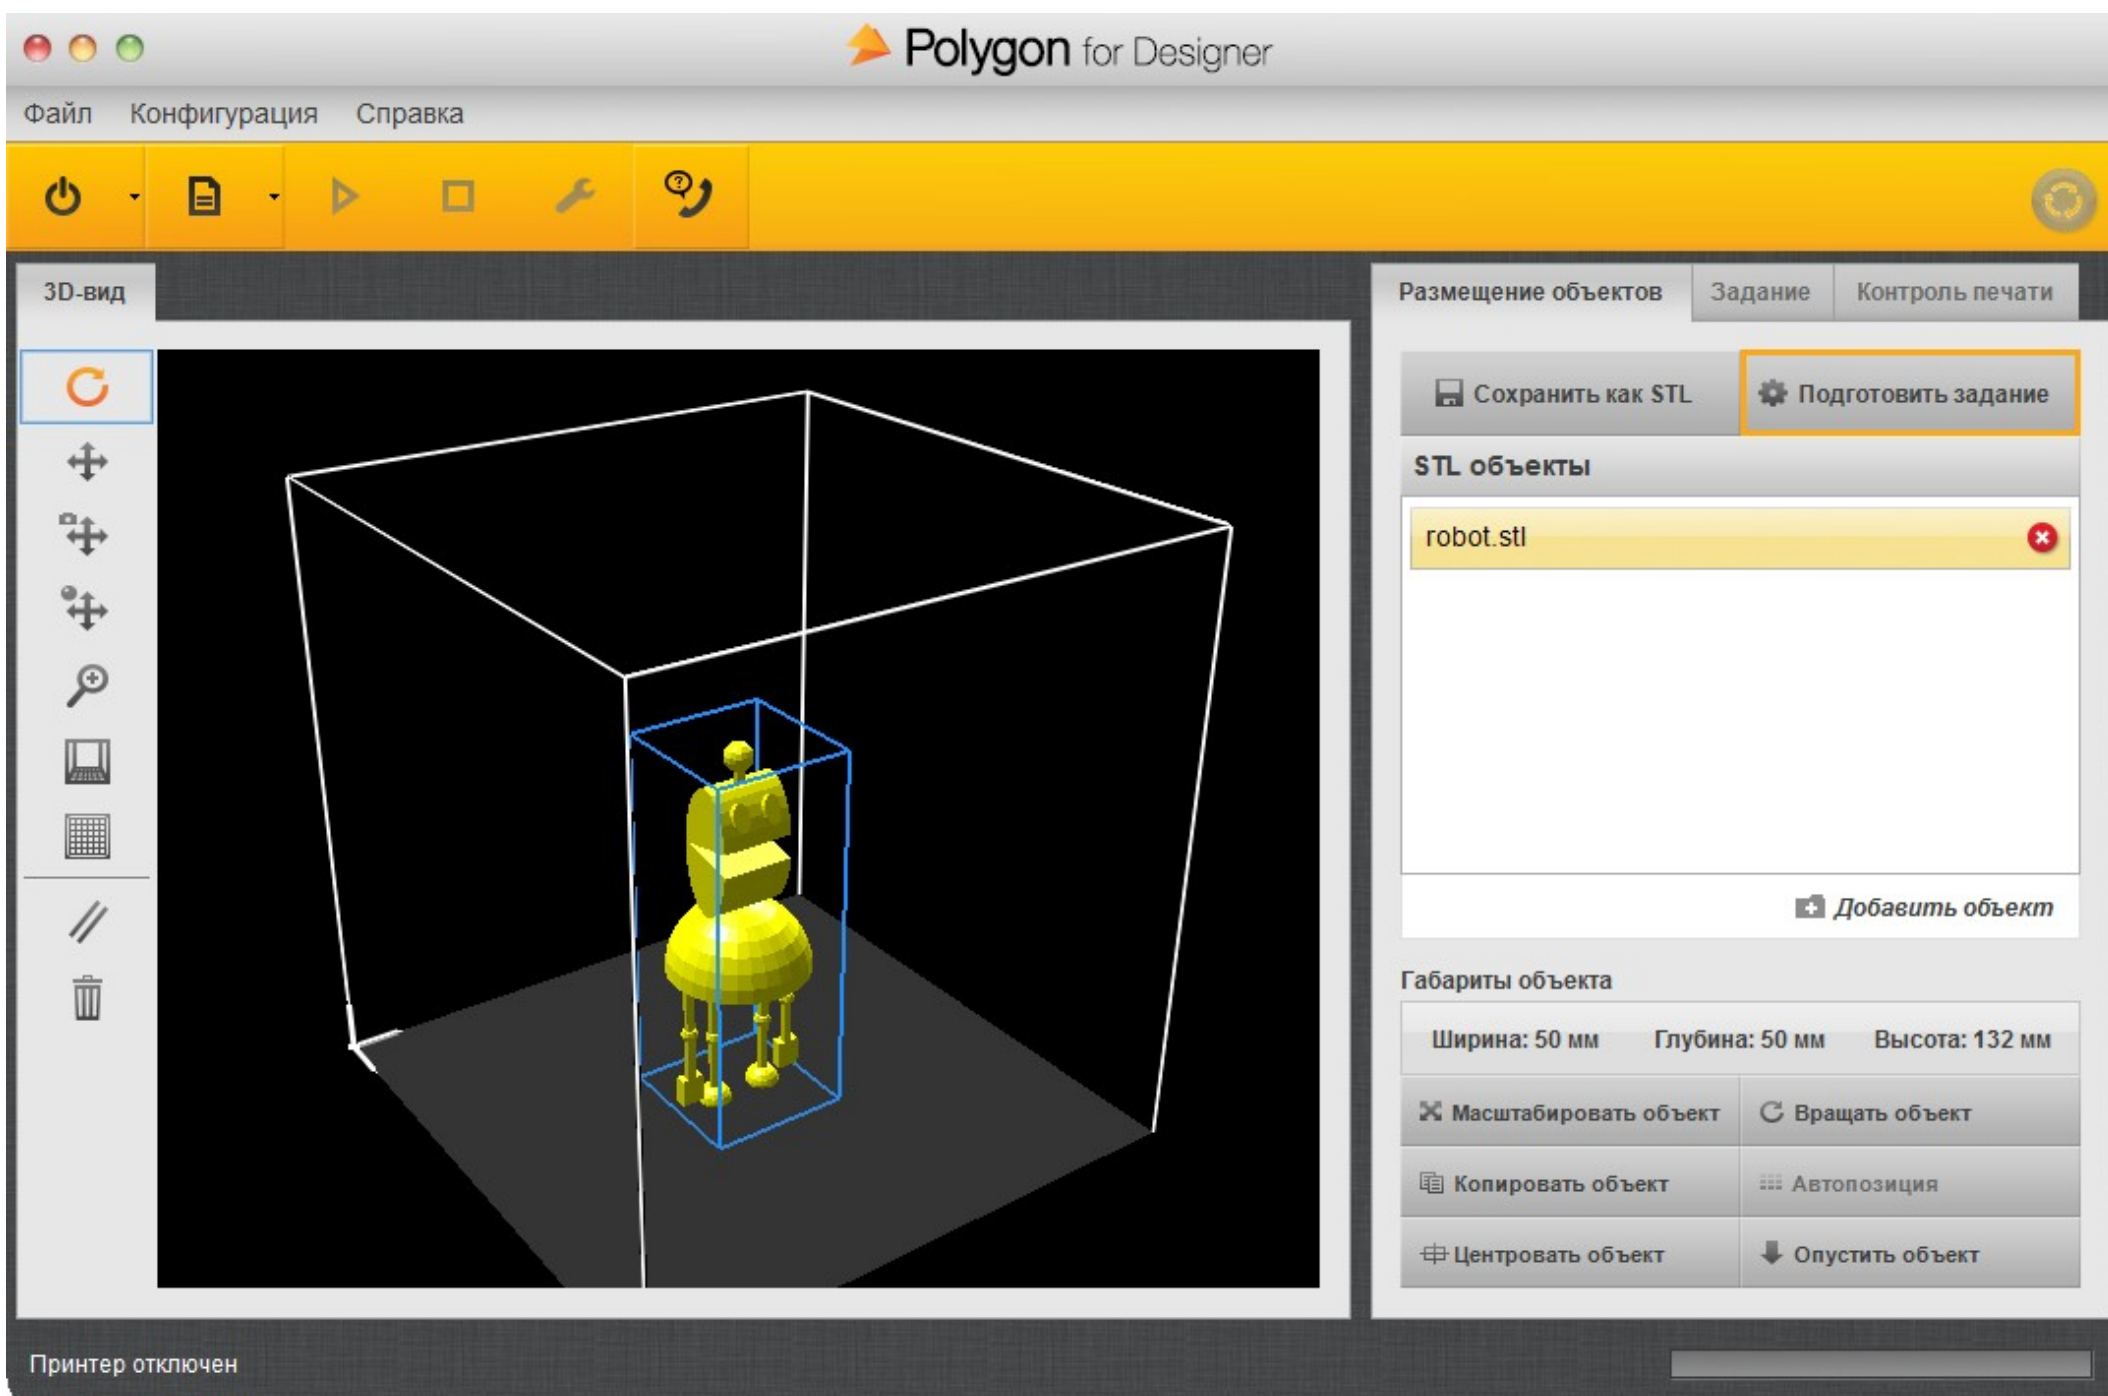 Polygon for Designer
Файл Конфигурация Справка
3D-вид
Размещение объектов Задание Контроль печати
Сохранить как STL Подготовить задание
STL объекты
robot.stl
Добавить объект
Габариты объекта
Ширина: 50 мм Глубина: 50 мм Высота: 132 мм
Масштабировать объект Вращать объект
Копировать объект Автопозиция
Центровать объект Опустить объект
Принтер отключен